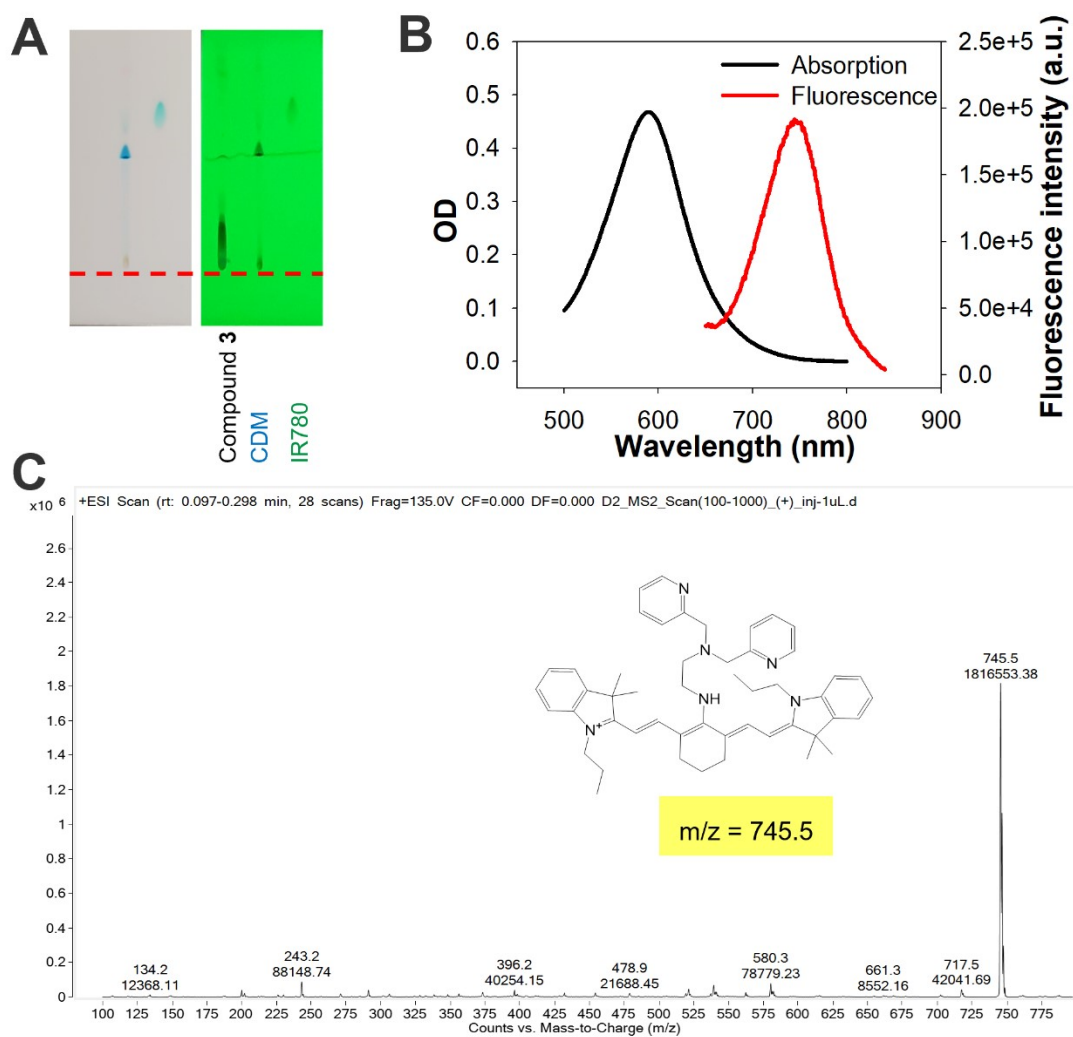 A
Compound 3
CDM
IR780
B
0.6
0.5
0.4
0.3
0.2
0.1
0.0
OD
Absorption
Fluorescence
2.5e+5
2.0e+5
1.5e+5
1.0e+5
5.0e+4
0.0
Fluorescence intensity (a.u.)
500 600 700 800 900
Wavelength (nm)
C
x10 6 +ESI Scan (rt: 0.097-0.298 min, 28 scans) Frag=135.0V CF=0.000 DF=0.000 D2_MS2_Scan(100-1000)_(+)_inj-1uL.d
2.6
2.4
2.2
2
1.8
1.6
1.4
1.2
1
0.8
0.6
0.4
0.2
0
N
N
N
NH
N
N+
m/z = 745.5
745.5
1816553.38
134.2
12368.11
243.2
88148.74
396.2
40254.15
478.9
21688.45
580.3
78779.23
661.3
8552.16
717.5
42041.69
100 125 150 175 200 225 250 275 300 325 350 375 400 425 450 475 500 525 550 575 600 625 650 675 700 725 750 775
Counts vs. Mass-to-Charge (m/z)